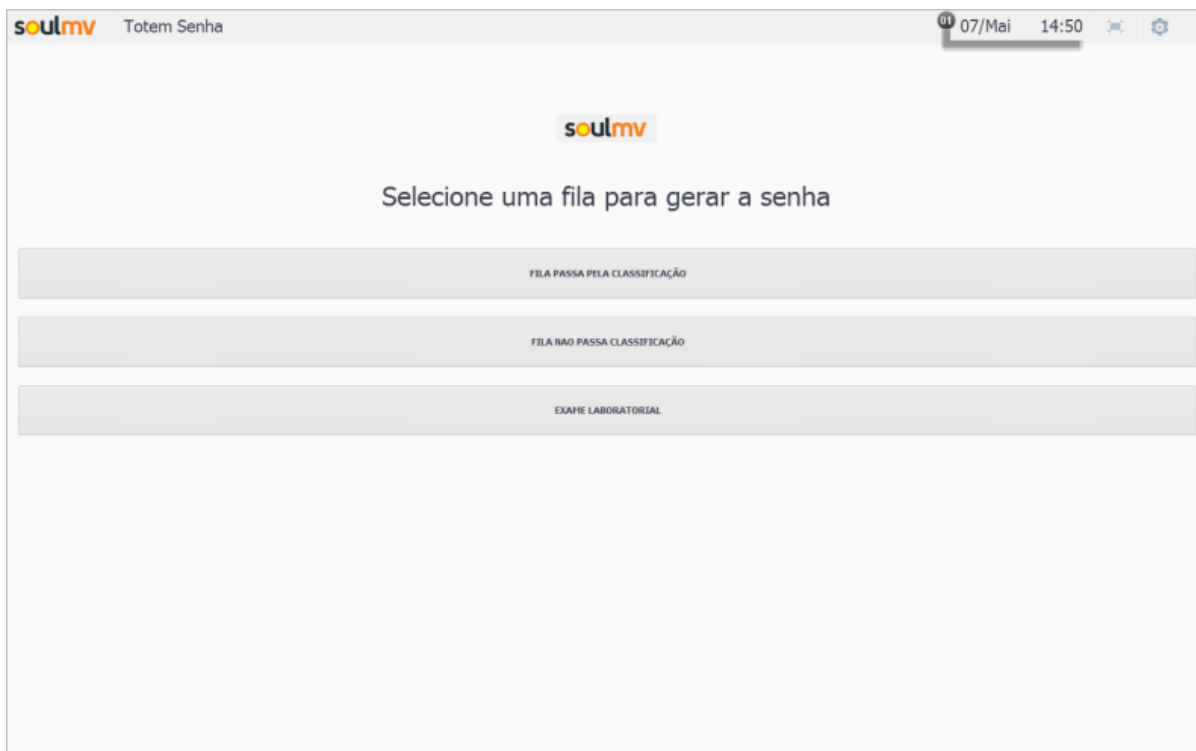 soulmv Totem Senha 01 07/Mai 14:50
soulmv
Selecione uma fila para gerar a senha
FILA PASSA PELA CLASSIFICAÇÃO
FILA NAO PASSA CLASSIFICAÇÃO
EXAME LABORATORIAL